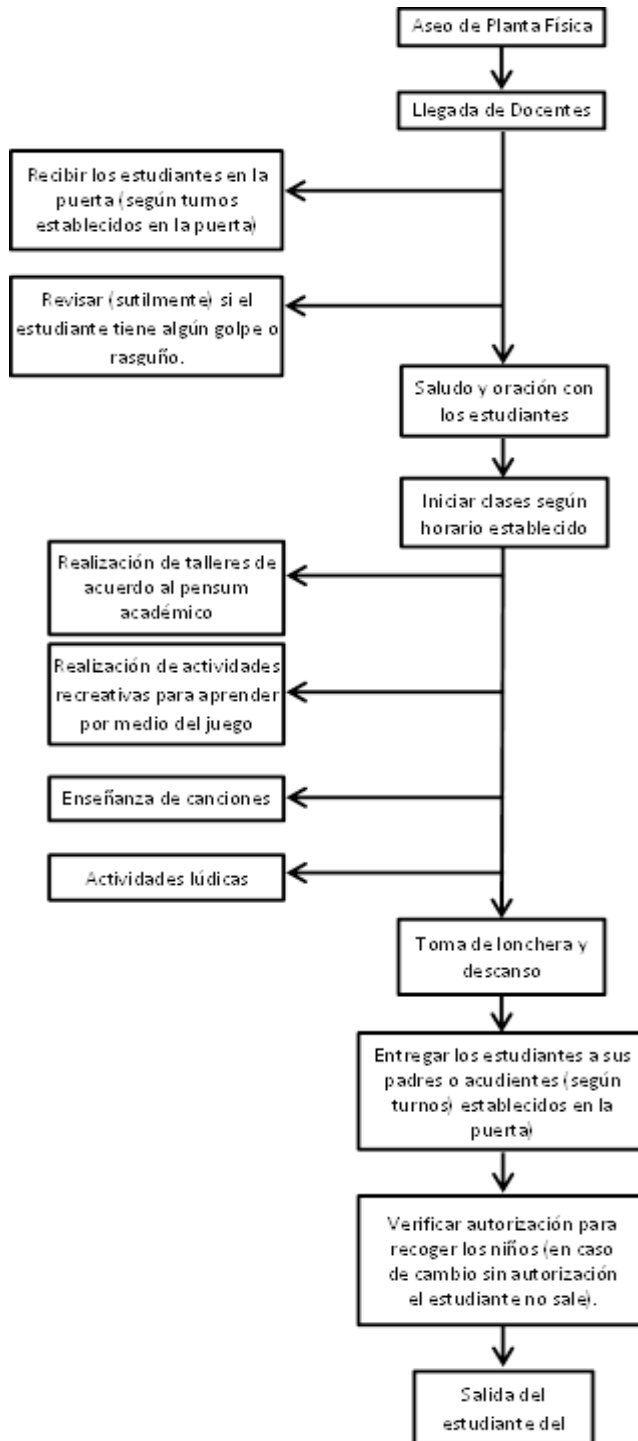 Aseo de Planta Física
Llegada de Docentes
Recibir los estudiantes en la
puerta (según turnos
establecidos en la puerta)
Revisar (sutilmente) si el
estudiante tiene algún golpe o
rasguño.
Saludo y oración con
los estudiantes
Iniciar clases según
horario establecido
Realización de talleres de
acuerdo al pensum
académico
Realización de actividades
recreativas para aprender
por medio del juego
Enseñanza de canciones
Actividades lúdicas
Toma de lonchera y
descanso
Entregar los estudiantes a sus
padres o acudientes (según
turnos) establecidos en la
puerta)
Verificar autorización para
recoger los niños (en caso
de cambio sin autorización
el estudiante no sale).
Salida del
estudiante del